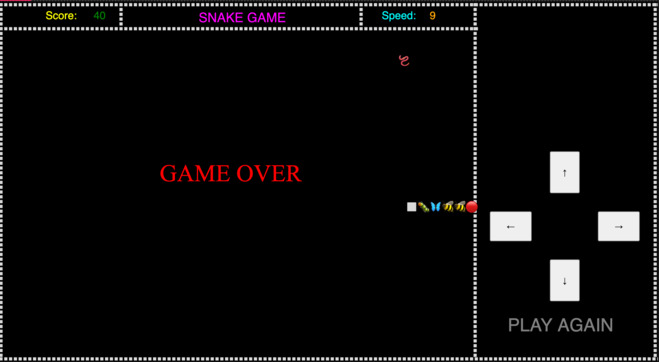 Score: 40
SNAKE GAME
Speed: 9
GAME OVER
↑
← →
↓
PLAY AGAIN